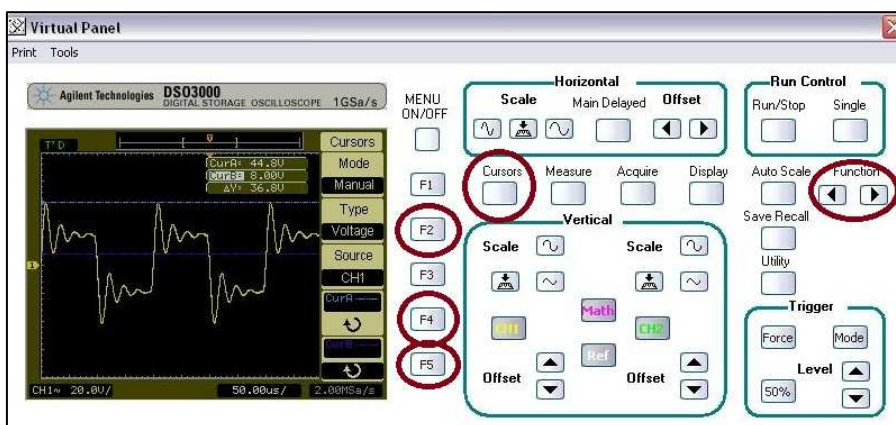 Virtual Panel
Print Tools
Agilent Technologies DSO3000
DIGITAL STORAGE OSCILLOSCOPE 1GSa/s
T'D
CurA: 44.8V
CurB: 8.00V
ΔY: 36.8V
Cursors
Mode
Manual
Type
Voltage
Source
CH1
CurA
CurB
CH1~ 20.0V/ 50.00us/ 2.00MSa/s
MENU
ON/OFF
F1
F2
F3
F4
F5
Horizontal
Scale Main Delayed Offset
Run Control
Run/Stop Single
Cursors Measure Acquire Display
Auto Scale Function
Save Recall
Utility
Vertical
Scale Scale
Math
CH1 CH2
Ref
Offset Offset
Trigger
Force Mode
Level
50%